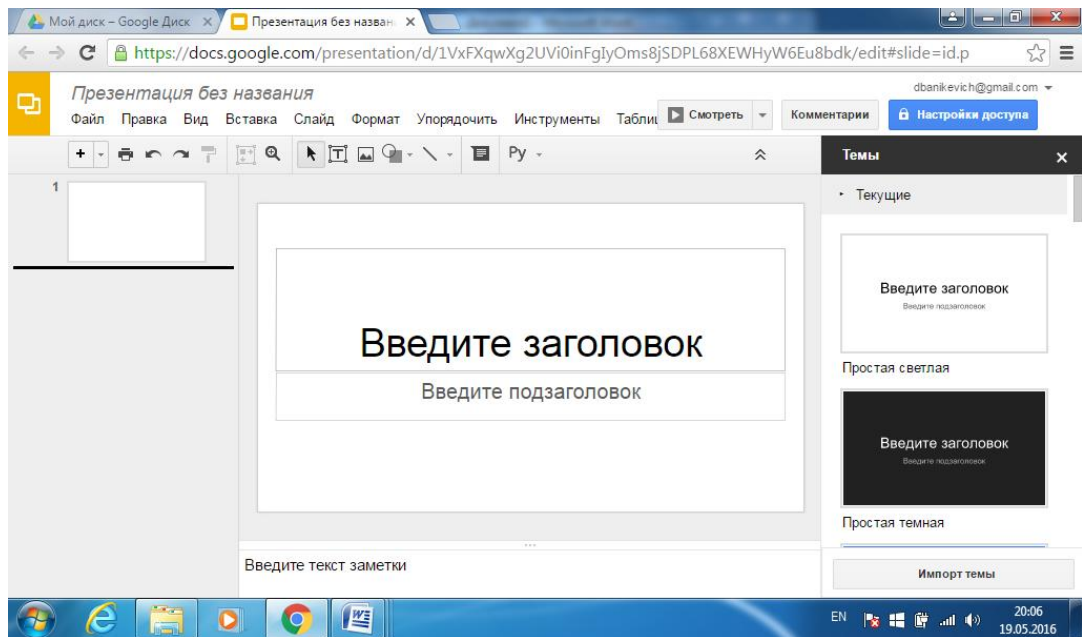 Мой диск – Google Диск
Презентация без назван
https://docs.google.com/presentation/d/1VxFXqwXg2UVi0inFgIyOms8jSDPL68XEWHyW6Eu8bdk/edit#slide=id.p
Презентация без названия
dbanikevich@gmail.com
Файл Правка Вид Вставка Слайд Формат Упорядочить Инструменты Таблиц
Смотреть
Комментарии
Настройки доступа
Ру
Темы
1
Текущие
Введите заголовок
Введите подзаголовок
Введите заголовок
Введите подзаголовок
Простая светлая
Введите заголовок
Введите подзаголовок
Простая темная
Введите текст заметки
Импорт темы
EN
20:06
19.05.2016